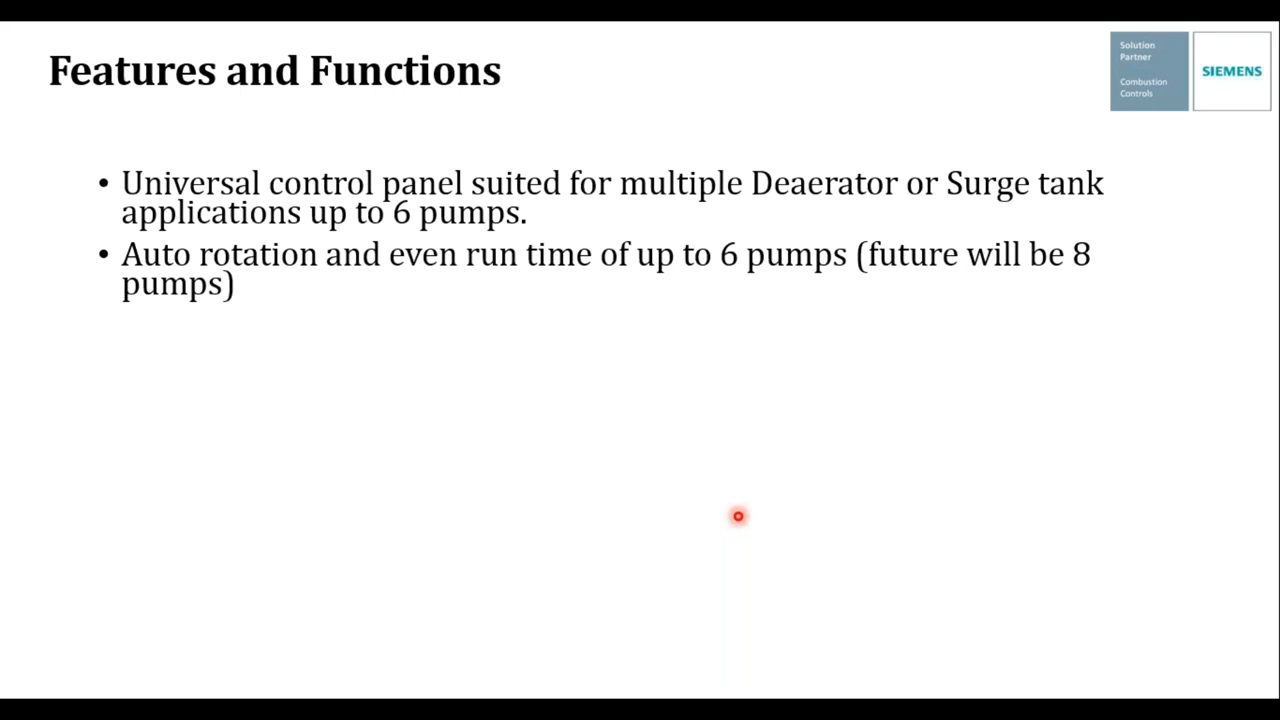 Features and Functions
Solution
Partner
Combustion
Controls
SIEMENS
• Universal control panel suited for multiple Deaerator or Surge tank
applications up to 6 pumps.
• Auto rotation and even run time of up to 6 pumps (future will be 8
pumps)